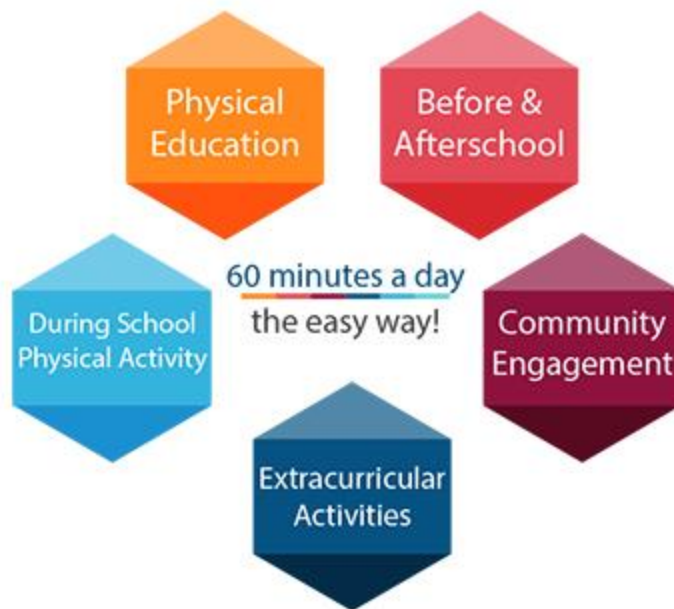 Physical
Education
Before &
Afterschool
60 minutes a day
the easy way!
During School
Physical Activity
Community
Engagement
Extracurricular
Activities